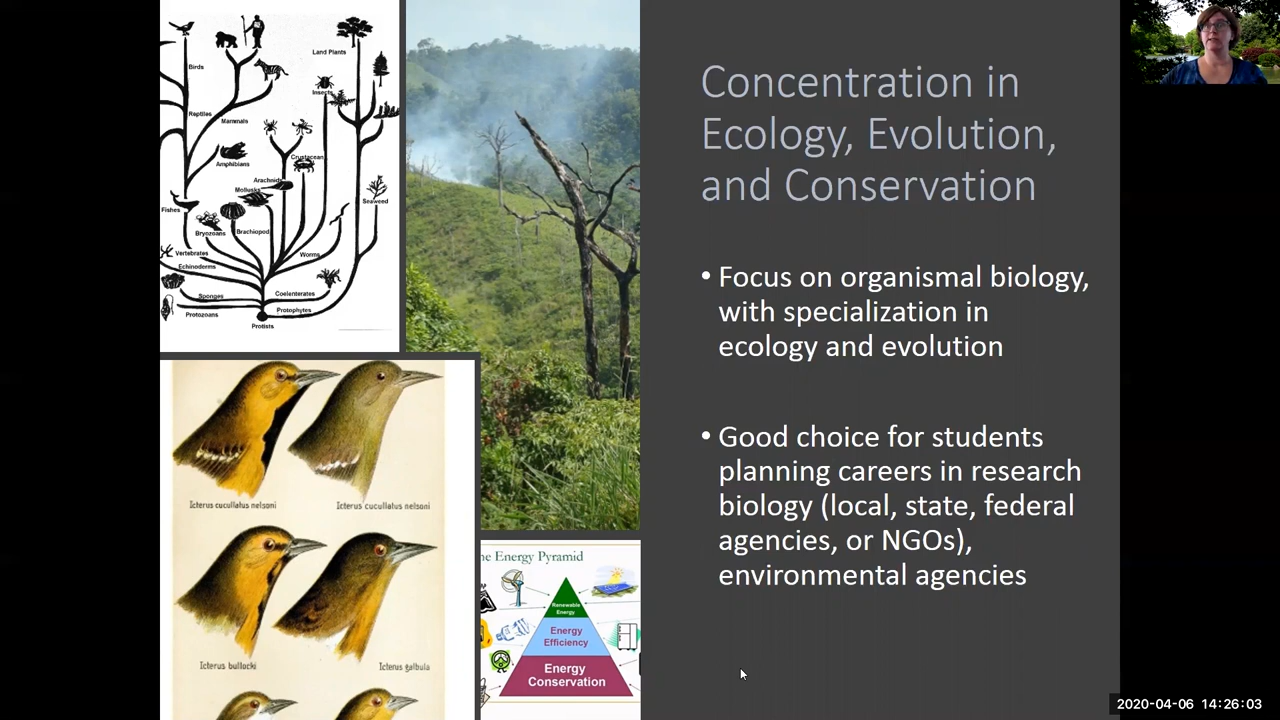 Birds
Land Plants
Insects
Reptiles
Mammals
Amphibians
Crustacean
Arachnids
Mollusks
Seaweed
Fishes
Bryozoans
Brachiopod
Vertebrates
Worms
Echinoderms
Sponges
Coelenterates
Protozoans
Protophytes
Protists
Concentration in
Ecology, Evolution,
and Conservation
• Focus on organismal biology,
with specialization in
ecology and evolution
• Good choice for students
planning careers in research
biology (local, state, federal
agencies, or NGOs),
environmental agencies
Icterus cucullatus nelsoni
Icterus cucullatus nelsoni
Icterus bullocki
Icterus galbula
Energy Pyramid
Renewable
Energy
Energy
Efficiency
Energy
Conservation
2020-04-06 14:26:03